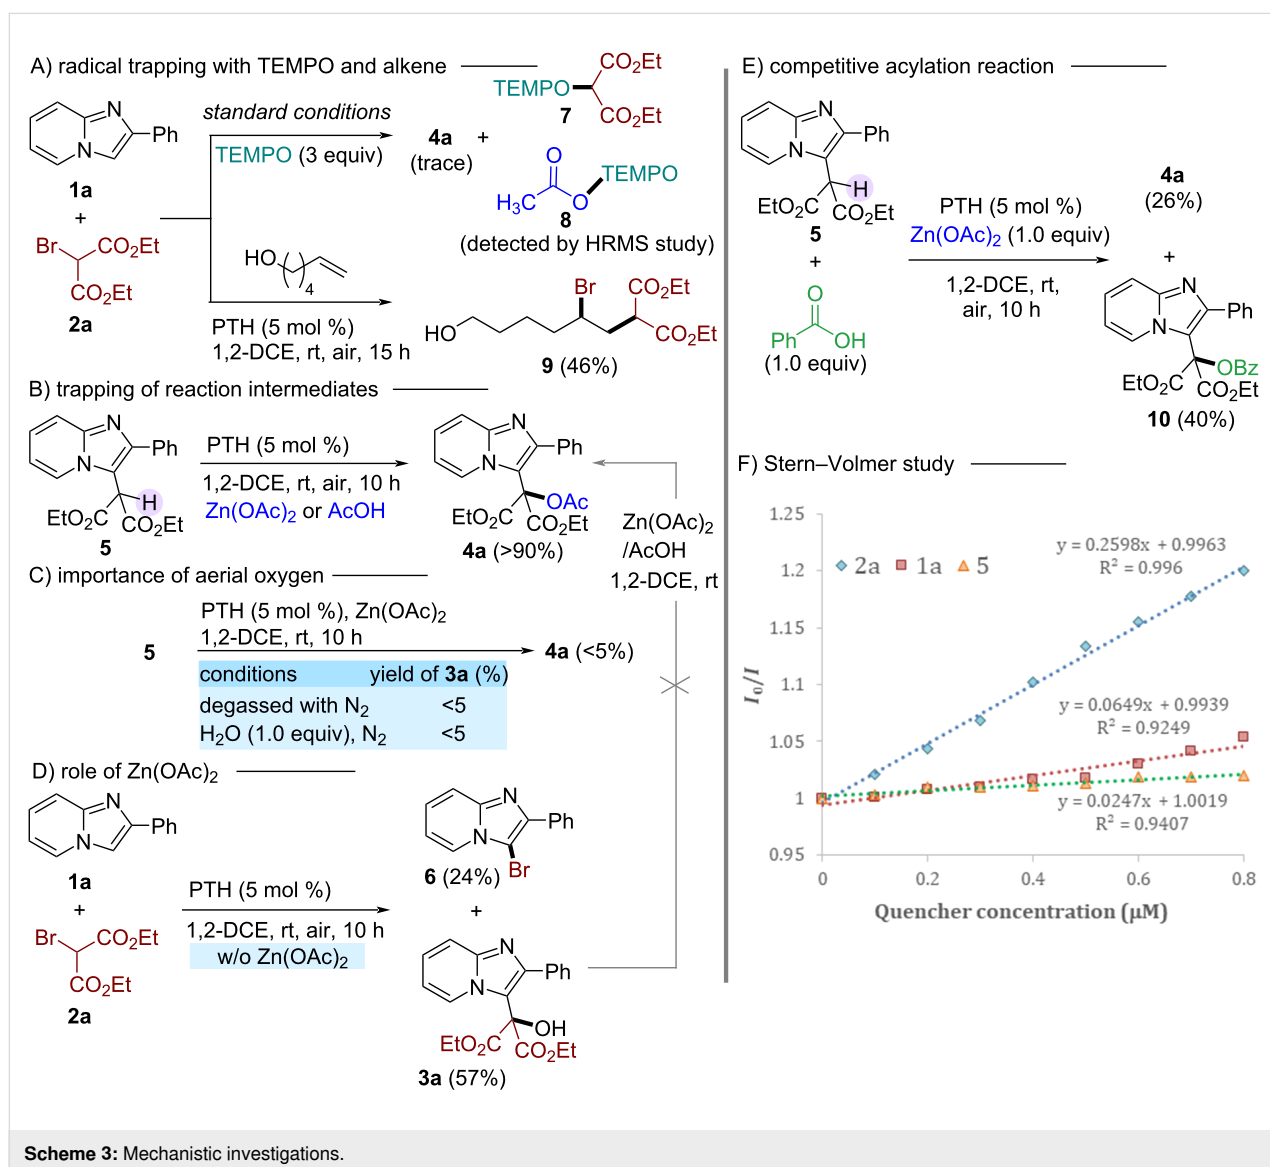 A) radical trapping with TEMPO and alkene
N
N
Ph
1a
+
Br
CO2Et
CO2Et
2a
standard conditions
TEMPO (3 equiv)
4a +
(trace)
CO2Et
TEMPO
CO2Et
7
O
TEMPO
H3C
O
8
(detected by HRMS study)
HO
4
PTH (5 mol %)
1,2-DCE, rt, air, 15 h
Br
CO2Et
HO
CO2Et
9 (46%)
B) trapping of reaction intermediates
N
N
Ph
H
EtO2C
CO2Et
5
PTH (5 mol %)
1,2-DCE, rt, air, 10 h
Zn(OAc)2 or AcOH
N
N
Ph
OAc
EtO2C
CO2Et
4a (>90%)
Zn(OAc)2
/AcOH
1,2-DCE, rt
C) importance of aerial oxygen
5
PTH (5 mol %), Zn(OAc)2
1,2-DCE, rt, 10 h
4a (<5%)
conditions yield of 3a (%)
degassed with N2 <5
H2O (1.0 equiv), N2 <5
D) role of Zn(OAc)2
N
N
Ph
1a
+
Br
CO2Et
CO2Et
2a
PTH (5 mol %)
1,2-DCE, rt, air, 10 h
w/o Zn(OAc)2
N
N
Ph
Br
6 (24%)
+
N
N
Ph
OH
EtO2C
CO2Et
3a (57%)
E) competitive acylation reaction
N
N
Ph
H
EtO2C
CO2Et
5
+
O
Ph
OH
(1.0 equiv)
PTH (5 mol %)
Zn(OAc)2 (1.0 equiv)
1,2-DCE, rt,
air, 10 h
4a
(26%)
+
N
N
Ph
OBz
EtO2C
CO2Et
10 (40%)
F) Stern–Volmer study
1.25
1.2
1.15
1.1
1.05
1
0.95
I0/I
2a 1a 5
y = 0.2598x + 0.9963
R2 = 0.996
y = 0.0649x + 0.9939
R2 = 0.9249
y = 0.0247x + 1.0019
R2 = 0.9407
0 0.2 0.4 0.6 0.8
Quencher concentration (μM)
Scheme 3: Mechanistic investigations.